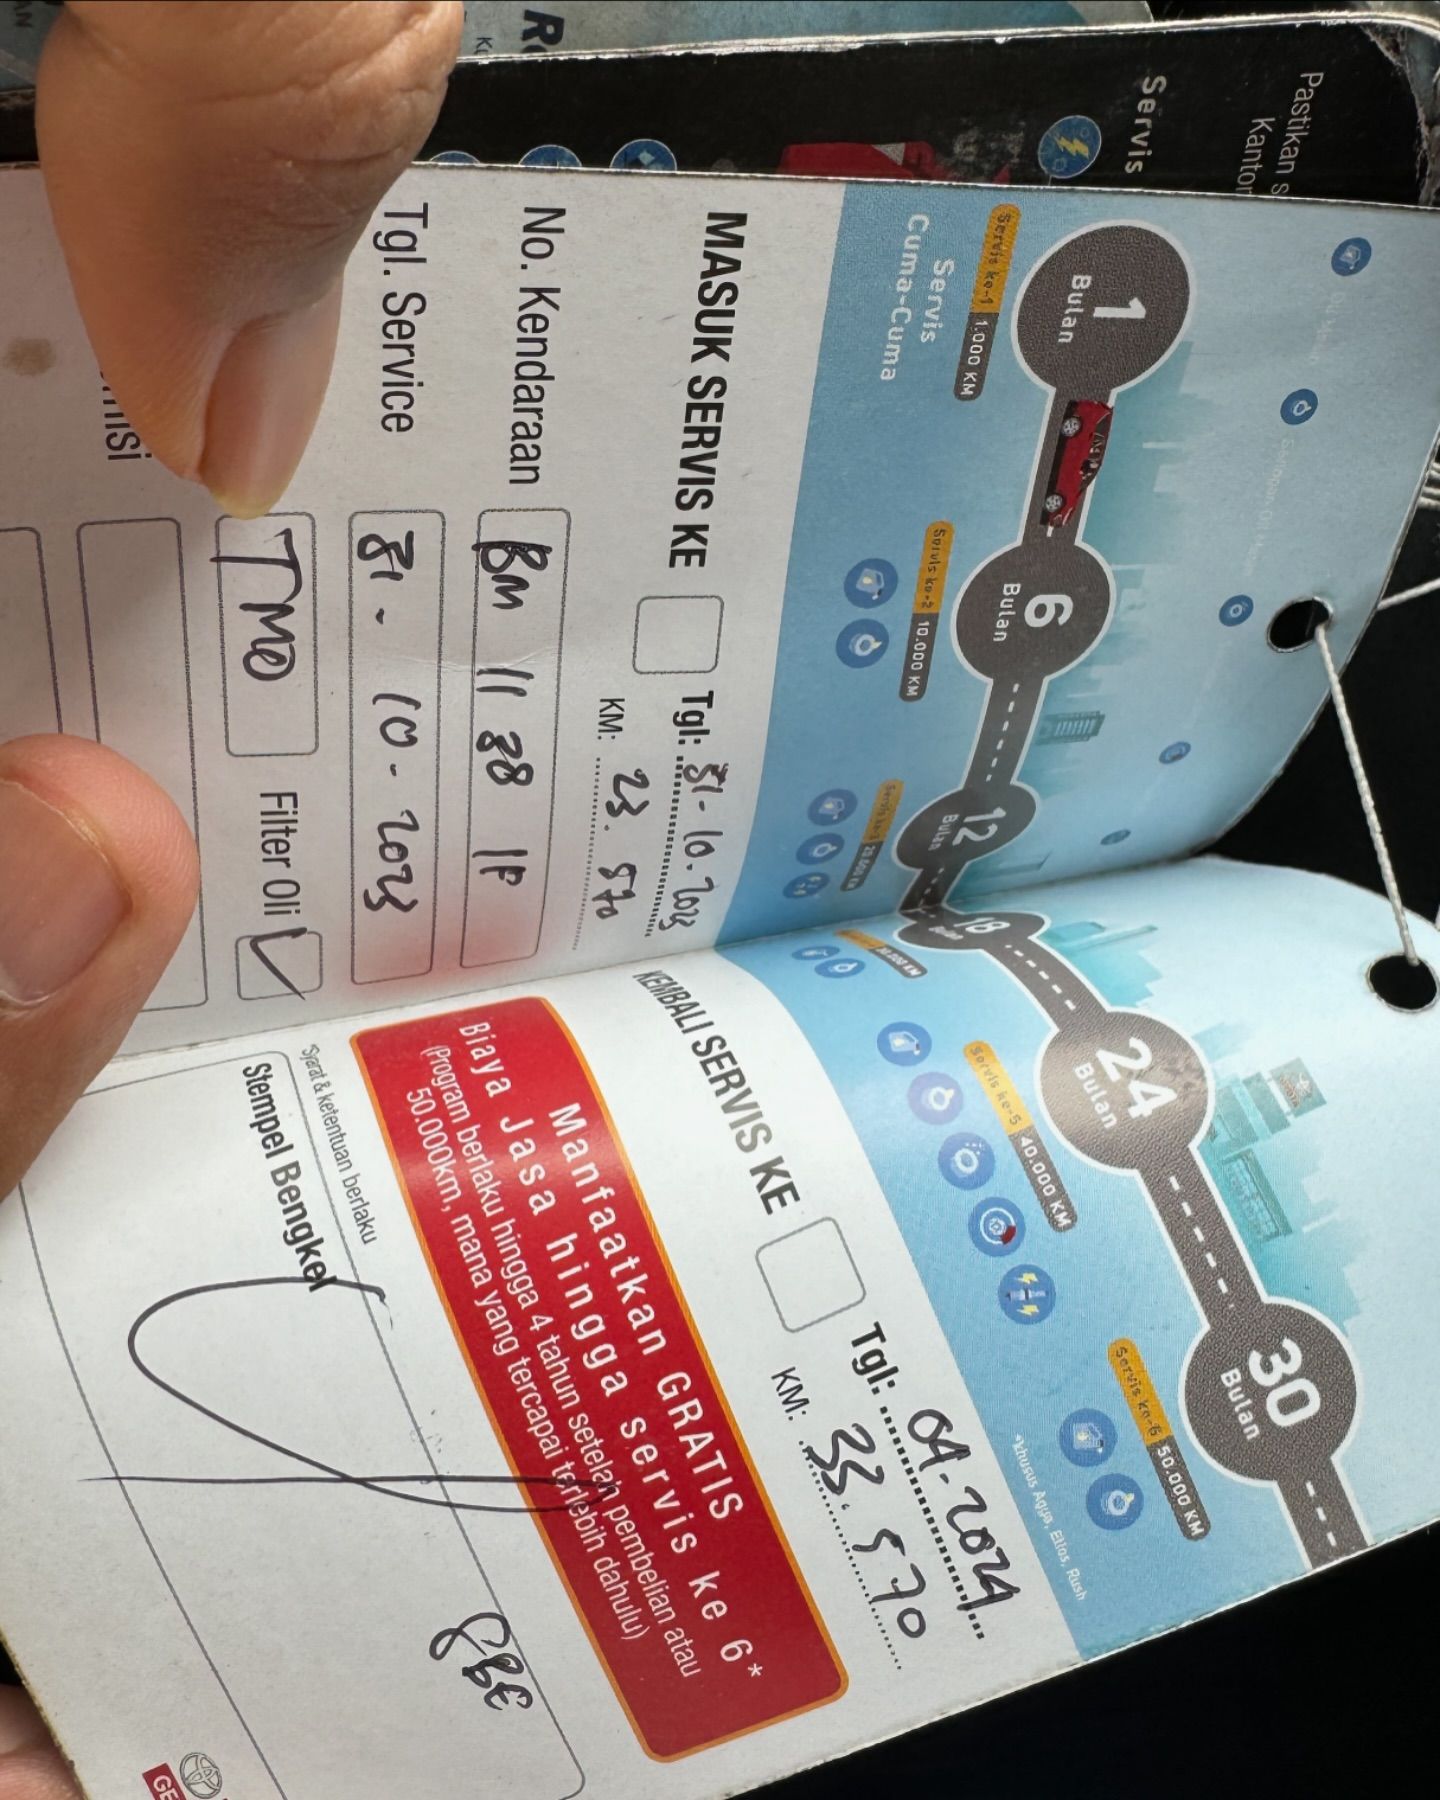 Pastikan s
Kantor
Servis
1
Bulan
Servis ke-1 1.000 KM
Servis
Cuma-Cuma
6
Bulan
Servis ke-2 10.000 KM
12
Bulan
18
24
Bulan
Servis ke-5 40.000 KM
30
Bulan
Servis ke-6 50.000 KM
*khusus Agya, Etios, Rush
MASUK SERVIS KE
Tgl: 31-10-2023
KM: 23.570
No. Kendaraan BM 1138 IP
Tgl. Service 31-10-2023
TMO Filter Oli
KEMBALI SERVIS KE
Tgl: 04-2024
KM: 33.570
Manfaatkan GRATIS
Biaya Jasa hingga servis ke 6*
(Program berlaku hingga 4 tahun setelah pembelian atau
50.000km, mana yang tercapai terlebih dahulu)
*Syarat & ketentuan berlaku
Stempel Bengkel